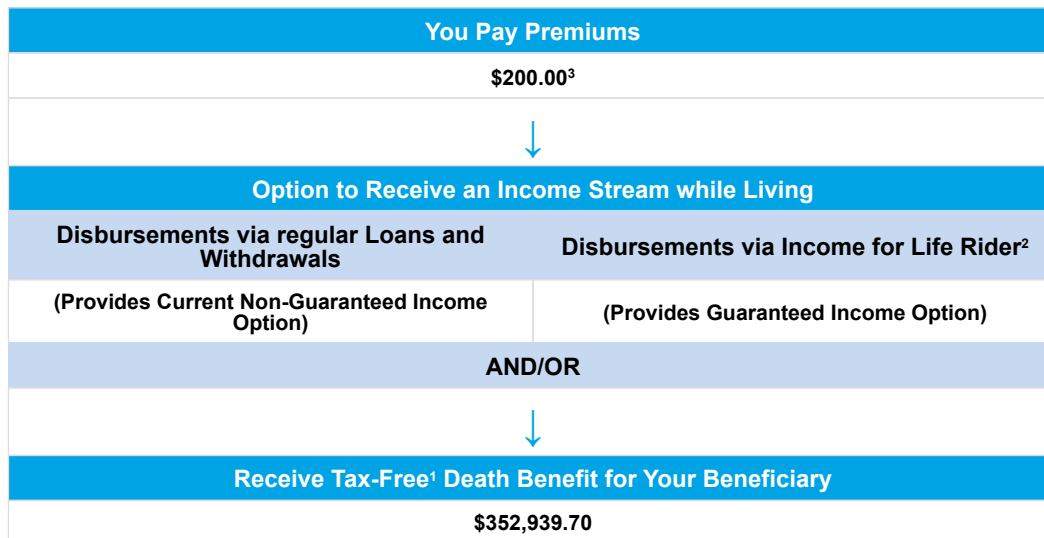 You Pay Premiums
$200.00³
Option to Receive an Income Stream while Living
Disbursements via regular Loans and
Withdrawals
Disbursements via Income for Life Rider²
(Provides Current Non-Guaranteed Income
Option)
(Provides Guaranteed Income Option)
AND/OR
Receive Tax-Free¹ Death Benefit for Your Beneficiary
$352,939.70